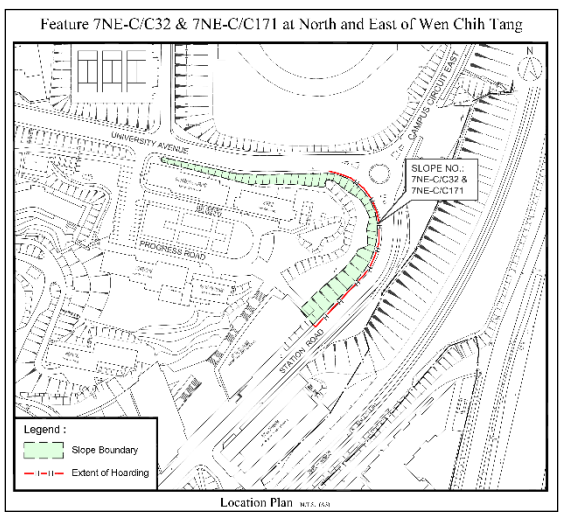 Feature 7NE-C/C32 & 7NE-C/C171 at North and East of Wen Chih Tang
N
CAMPUS CIRCUIT EAST
UNIVERSITY AVENUE
SLOPE NO.:
7NE-C/C32 &
7NE-C/C171
PROGRESS ROAD
STATION ROAD
Legend :
Slope Boundary
Extent of Hoarding
Location Plan